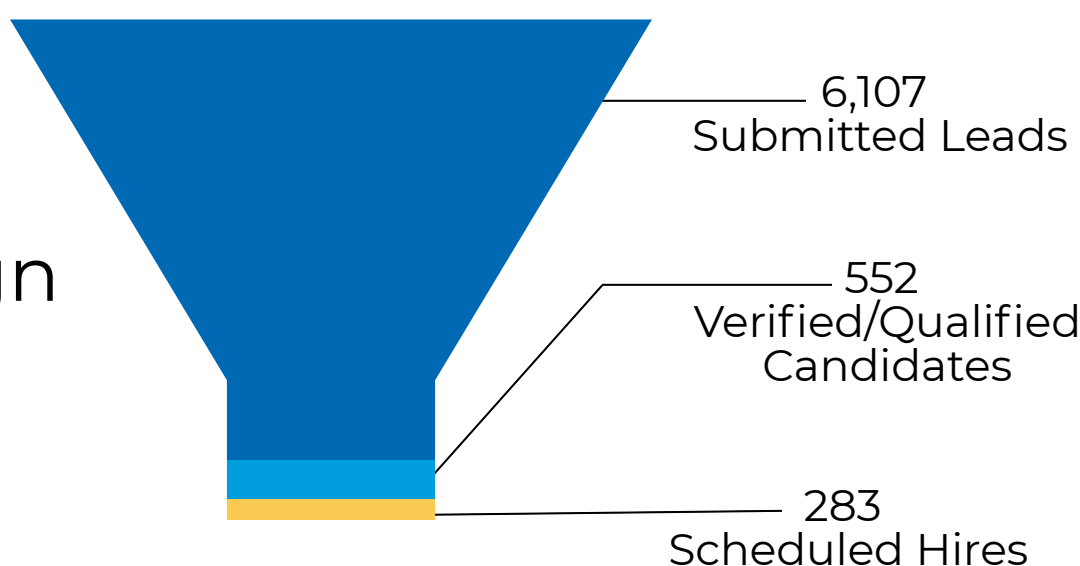 6,107
Submitted Leads
552
Verified/Qualified
Candidates
283
Scheduled Hires